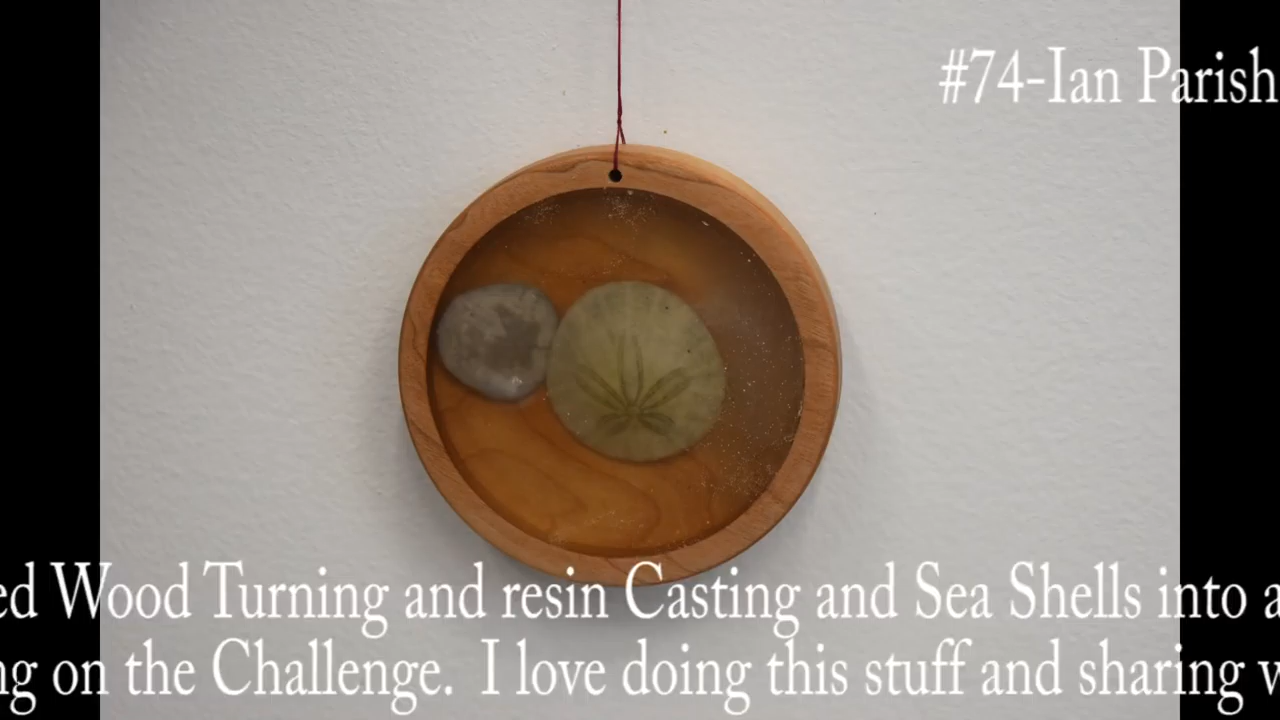 #74-Ian Parish
ed Wood Turning and resin Casting and Sea Shells into a
ng on the Challenge. I love doing this stuff and sharing w